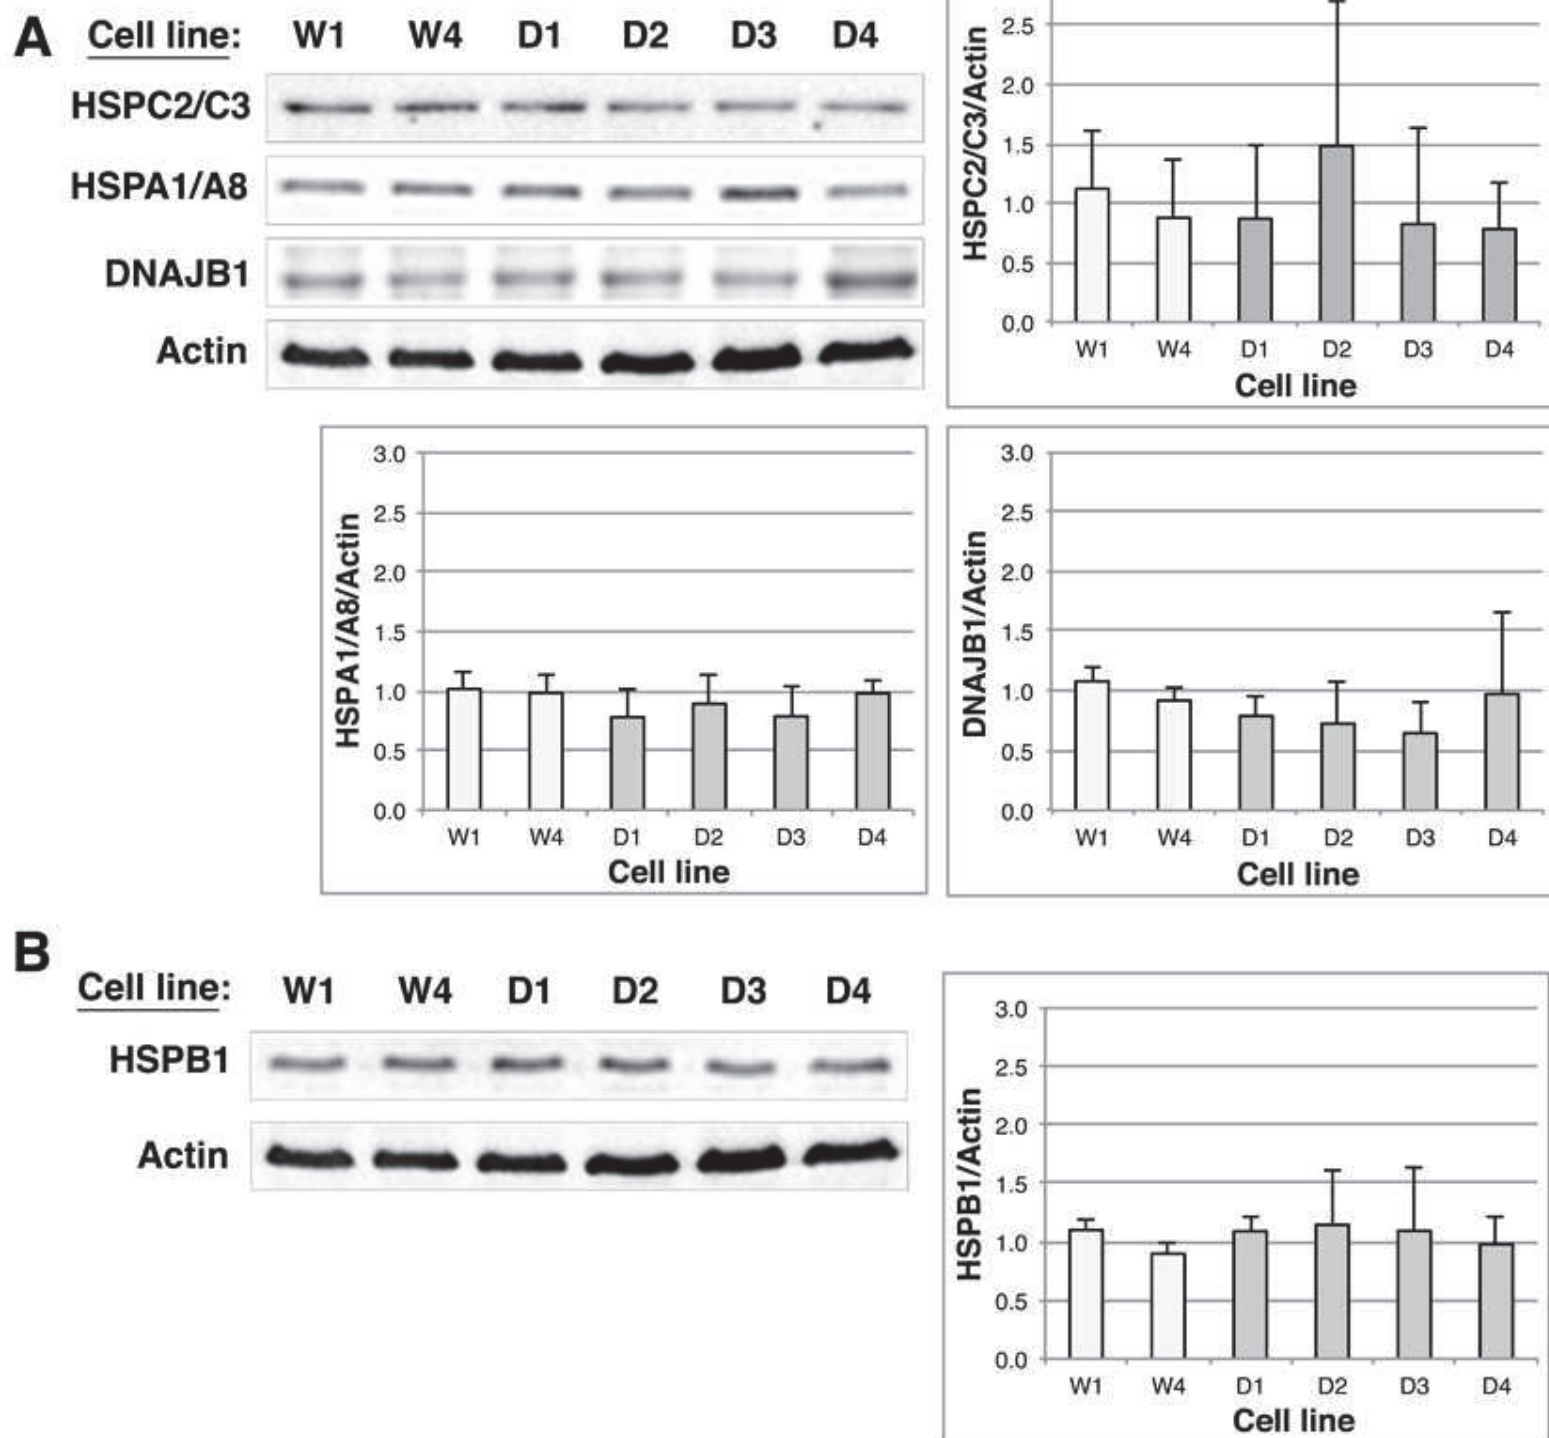 A
Cell line: W1 W4 D1 D2 D3 D4
HSPC2/C3
HSPA1/A8
DNAJB1
Actin
HSPC2/C3/Actin
2.5
2.0
1.5
1.0
0.5
0.0
W1 W4 D1 D2 D3 D4
Cell line
HSPA1/A8/Actin
3.0
2.5
2.0
1.5
1.0
0.5
0.0
W1 W4 D1 D2 D3 D4
Cell line
DNAJB1/Actin
3.0
2.5
2.0
1.5
1.0
0.5
0.0
W1 W4 D1 D2 D3 D4
Cell line
B
Cell line: W1 W4 D1 D2 D3 D4
HSPB1
Actin
HSPB1/Actin
3.0
2.5
2.0
1.5
1.0
0.5
0.0
W1 W4 D1 D2 D3 D4
Cell line